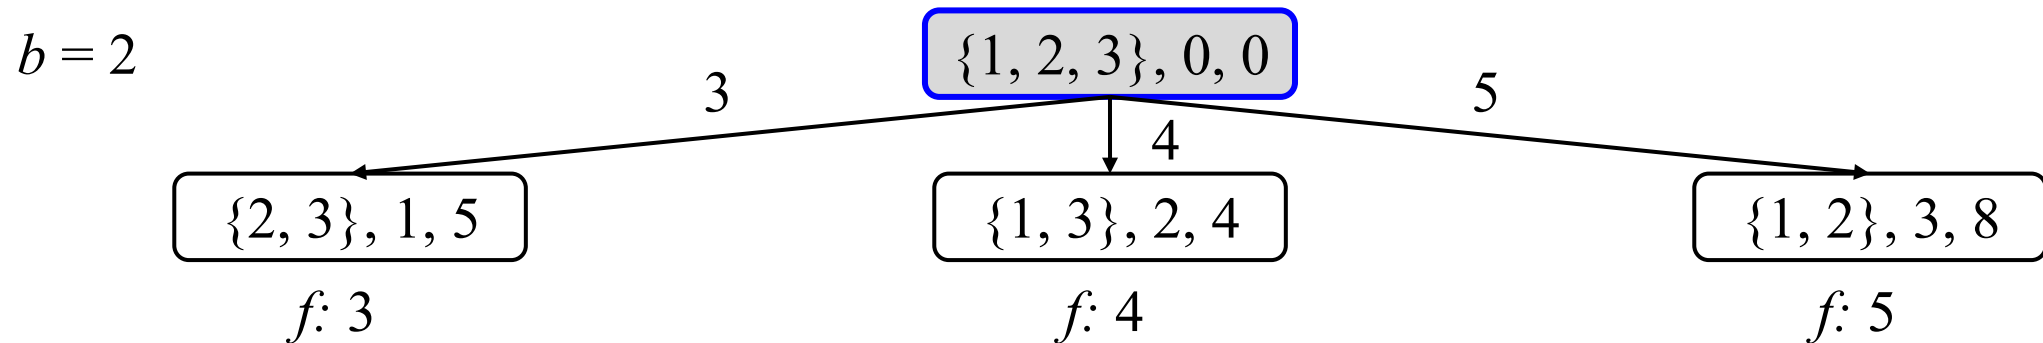 b = 2
{1, 2, 3}, 0, 0
3
4
5
{2, 3}, 1, 5
{1, 3}, 2, 4
{1, 2}, 3, 8
f: 3
f: 4
f: 5